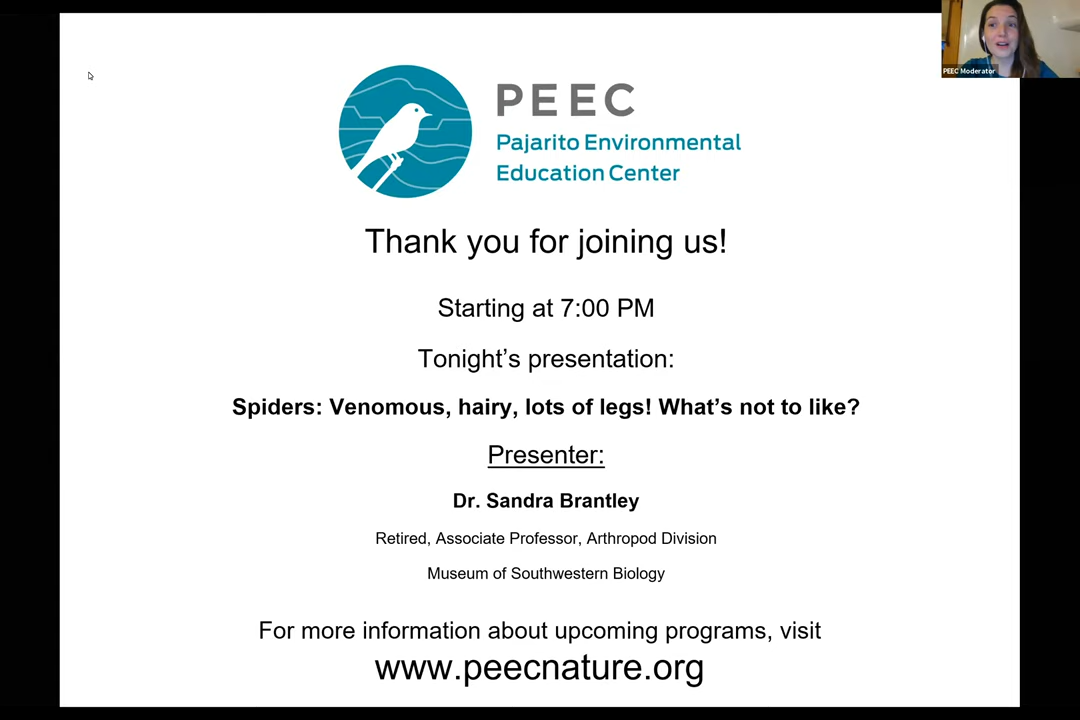 PEEC Moderator
PEEC
Pajarito Environmental
Education Center
Thank you for joining us!
Starting at 7:00 PM
Tonight’s presentation:
Spiders: Venomous, hairy, lots of legs! What’s not to like?
Presenter:
Dr. Sandra Brantley
Retired, Associate Professor, Arthropod Division
Museum of Southwestern Biology
For more information about upcoming programs, visit
www.peecnature.org